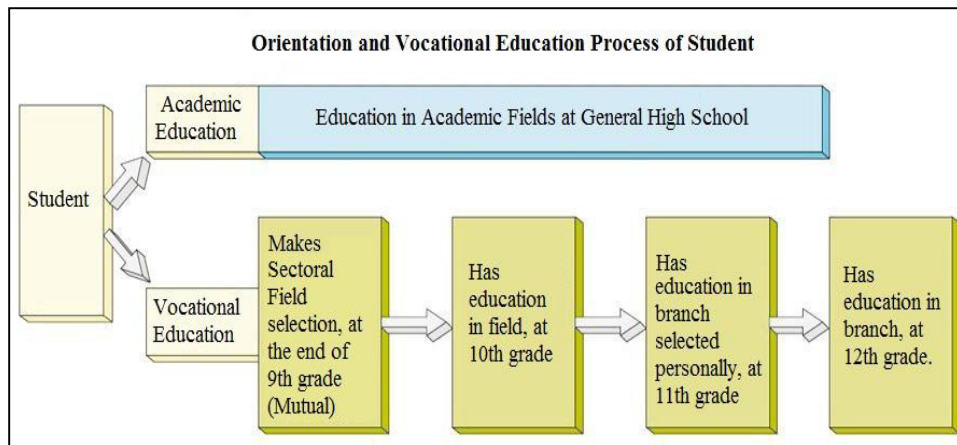 Orientation and Vocational Education Process of Student
Student
Academic
Education
Education in Academic Fields at General High School
Vocational
Education
Makes
Sectoral
Field
selection, at
the end of
9th grade
(Mutual)
Has
education
in field, at
10th grade
Has
education in
branch
selected
personally, at
11th grade
Has
education in
branch, at
12th grade.